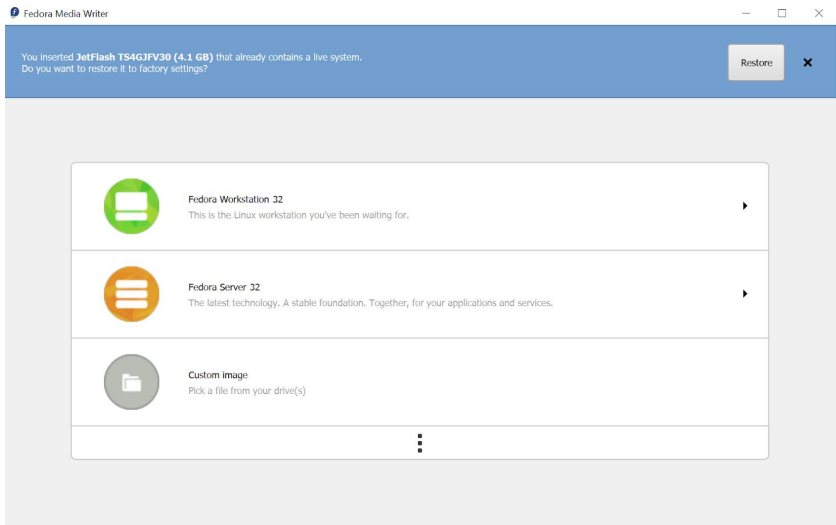 Fedora Media Writer
You inserted JetFlash TS4GJFV30 (4.1 GB) that already contains a live system.
Do you want to restore it to factory settings?
Restore
Fedora Workstation 32
This is the Linux workstation you've been waiting for.
Fedora Server 32
The latest technology. A stable foundation. Together, for your applications and services.
Custom image
Pick a file from your drive(s)